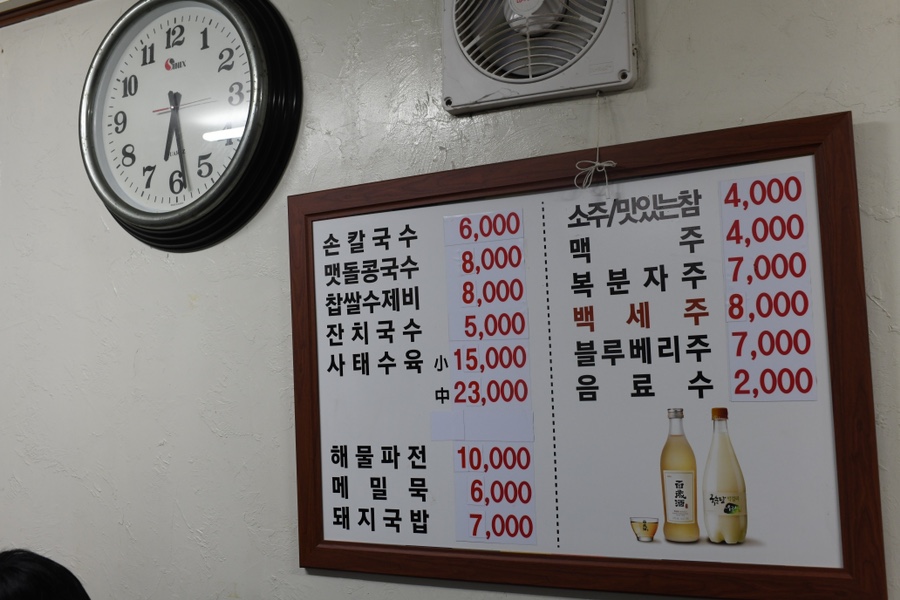 12
1
2
3
4
5
6
7
8
9
10
11
손칼국수 6,000
맷돌콩국수 8,000
찹쌀수제비 8,000
잔치국수 5,000
사태수육 小 15,000
中 23,000
해물파전 10,000
메밀묵 6,000
돼지국밥 7,000
소주/맛있는참 4,000
맥주 4,000
복분자주 7,000
백세주 8,000
블루베리주 7,000
음료수 2,000
百歲酒